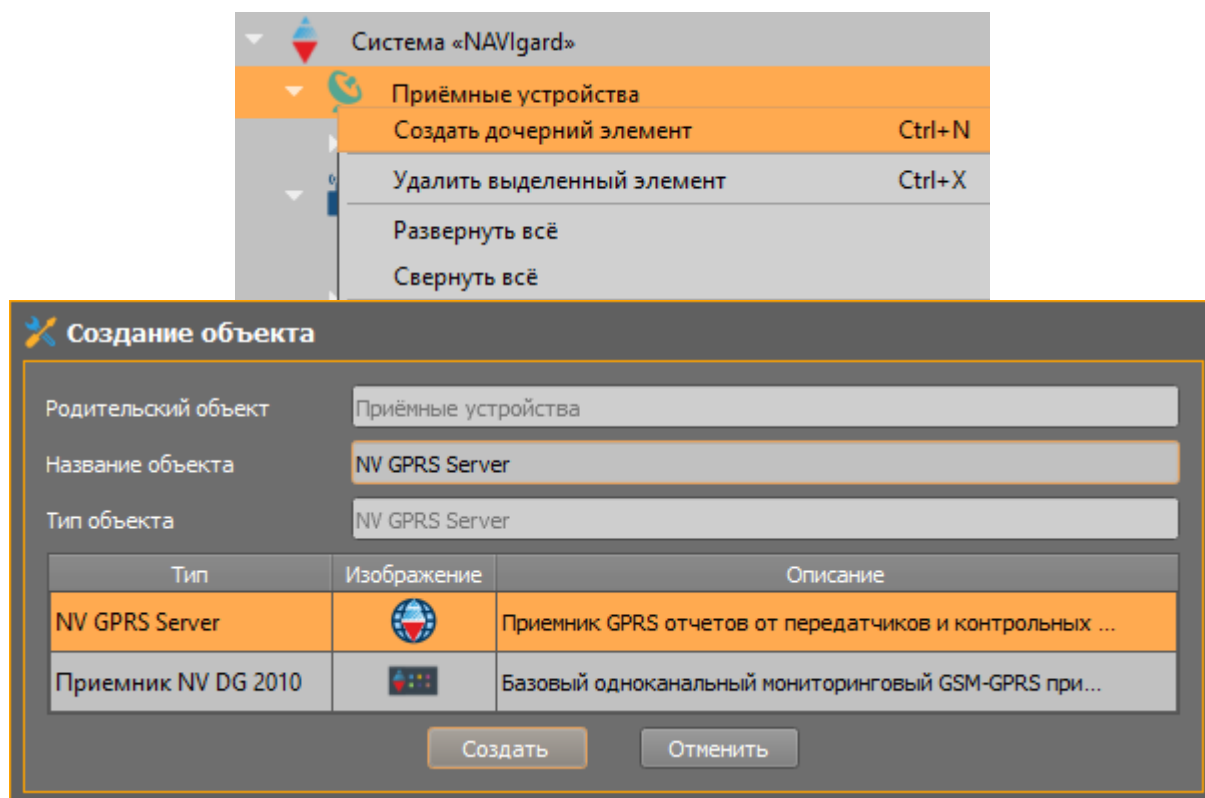 Система «NAVIgard»
Приёмные устройства
Создать дочерний элемент Ctrl+N
Удалить выделенный элемент Ctrl+X
Развернуть всё
Свернуть всё
Создание объекта
Родительский объект Приёмные устройства
Название объекта NV GPRS Server
Тип объекта NV GPRS Server
Тип Изображение Описание
NV GPRS Server Приемник GPRS отчетов от передатчиков и контрольных ...
Приемник NV DG 2010 Базовый одноканальный мониторинговый GSM-GPRS при...
Создать Отменить